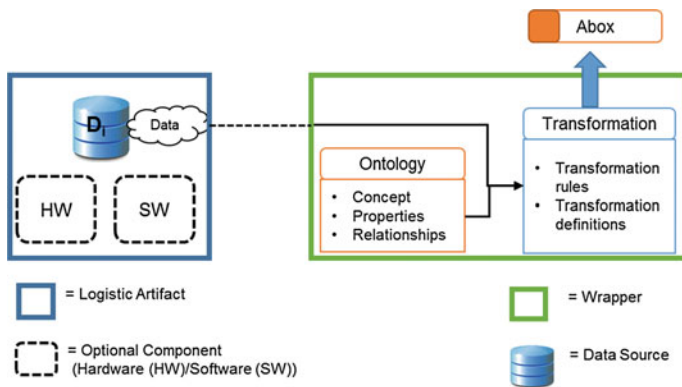 Abox
D_i
Data
Transformation
• Transformation
rules
• Transformation
definitions
Ontology
• Concept
• Properties
• Relationships
HW
SW
= Logistic Artifact
= Wrapper
= Optional Component
(Hardware (HW)/Software (SW))
= Data Source